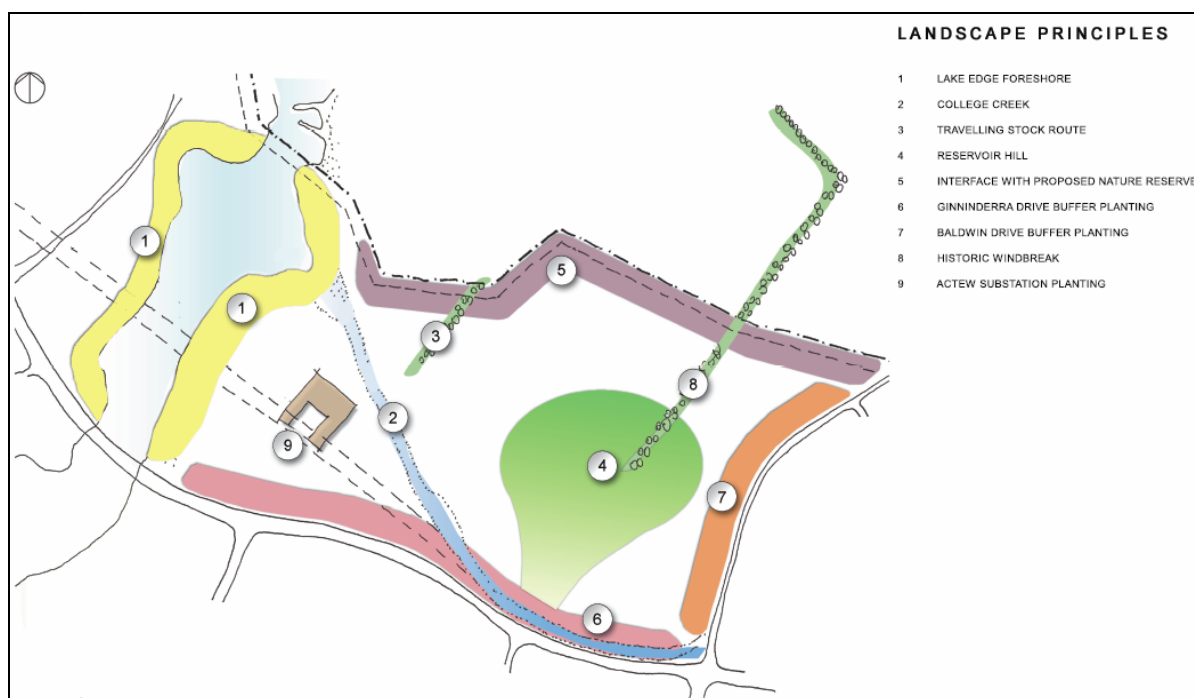 LANDSCAPE PRINCIPLES
1 LAKE EDGE FORESHORE
2 COLLEGE CREEK
3 TRAVELLING STOCK ROUTE
4 RESERVOIR HILL
5 INTERFACE WITH PROPOSED NATURE RESERVE
6 GINNINDERRA DRIVE BUFFER PLANTING
7 BALDWIN DRIVE BUFFER PLANTING
8 HISTORIC WINDBREAK
9 ACTEW SUBSTATION PLANTING
1
5
1
3
8
2
9
4
7
6